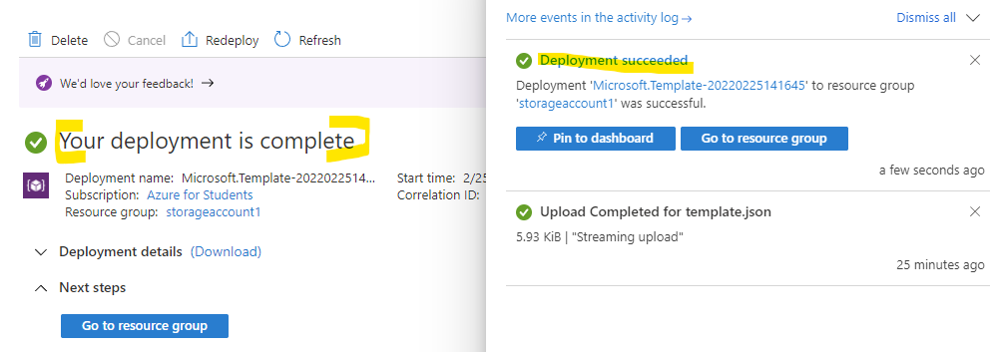 Delete Cancel Redeploy Refresh
We'd love your feedback! →
Your deployment is complete
Deployment name: Microsoft.Template-2022022514... Start time: 2/25
Subscription: Azure for Students Correlation ID:
Resource group: storageaccount1
Deployment details (Download)
Next steps
Go to resource group
More events in the activity log → Dismiss all
Deployment succeeded
Deployment 'Microsoft.Template-20220225141645' to resource group
'storageaccount1' was successful.
Pin to dashboard Go to resource group
a few seconds ago
Upload Completed for template.json
5.93 KiB | "Streaming upload"
25 minutes ago